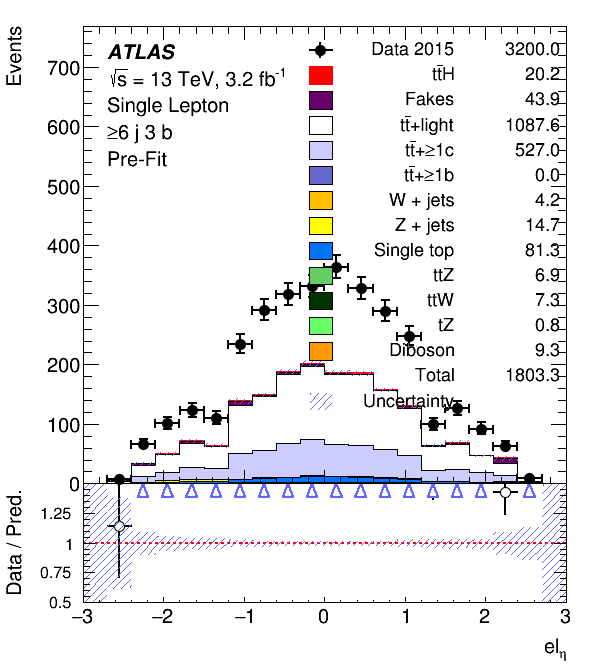 Events
ATLAS
√s = 13 TeV, 3.2 fb⁻¹
Single Lepton
≥6 j 3 b
Pre-Fit
Data 2015 3200.0
tt̄H 20.2
Fakes 43.9
tt̄+light 1087.6
tt̄+≥1c 527.0
tt̄+≥1b 0.0
W + jets 4.2
Z + jets 14.7
Single top 81.3
ttZ 6.9
ttW 7.3
tZ 0.8
Diboson 9.3
Total 1803.3
Uncertainty
700
600
500
400
300
200
100
0
Data / Pred.
1.25
1
0.75
0.5
−3 −2 −1 0 1 2 3
el_η